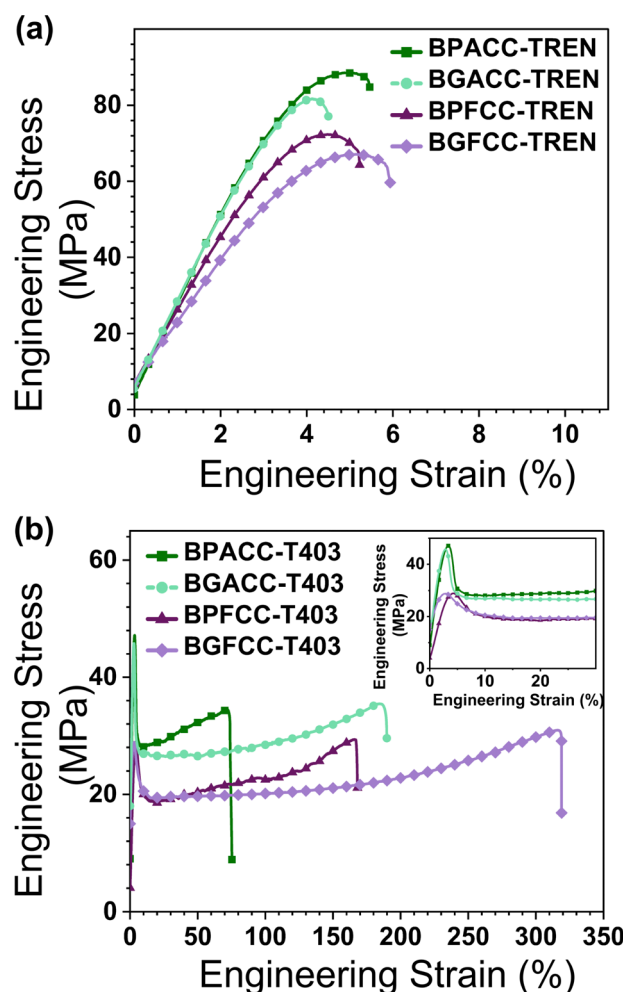 (a)
BPACC-TREN
BGACC-TREN
BPFCC-TREN
BGFCC-TREN
Engineering Stress
(MPa)
80
60
40
20
0
0 2 4 6 8 10
Engineering Strain (%)
(b)
BPACC-T403
BGACC-T403
BPFCC-T403
BGFCC-T403
Engineering Stress
(MPa)
60
40
20
0
0 50 100 150 200 250 300 350
Engineering Strain (%)
Engineering Stress
(MPa)
40
20
0
0 10 20
Engineering Strain (%)